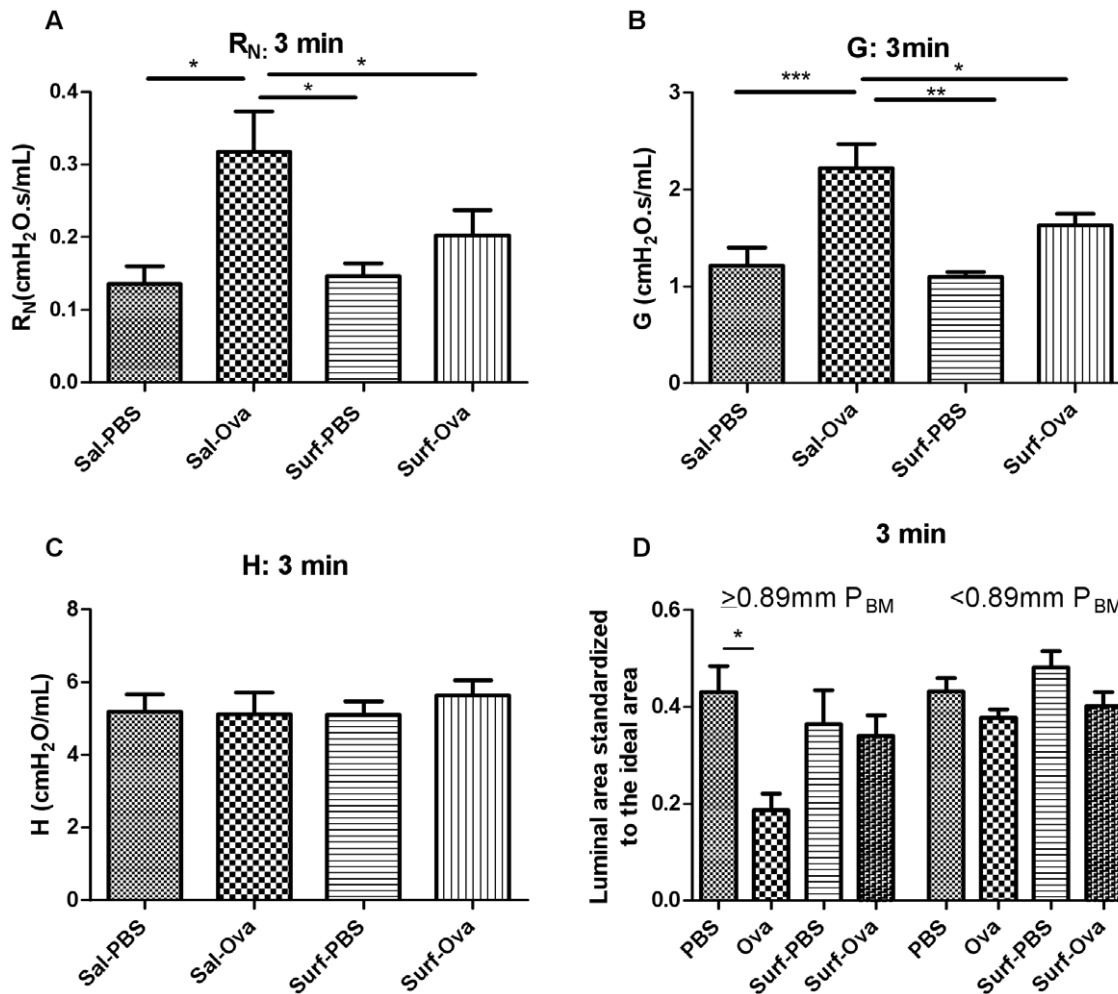 A
R_N: 3 min
*
*
*
R_N(cmH₂O.s/mL)
0.4
0.3
0.2
0.1
0.0
Sal-PBS
Sal-Ova
Surf-PBS
Surf-Ova
B
G: 3min
***
*
**
G (cmH₂O.s/mL)
3
2
1
0
Sal-PBS
Sal-Ova
Surf-PBS
Surf-Ova
C
H: 3 min
H (cmH₂O/mL)
8
6
4
2
0
Sal-PBS
Sal-Ova
Surf-PBS
Surf-Ova
D
3 min
≥0.89mm P_BM
<0.89mm P_BM
*
Luminal area standardized
to the ideal area
0.6
0.4
0.2
0.0
PBS
Ova
Surf-PBS
Surf-Ova
PBS
Ova
Surf-PBS
Surf-Ova